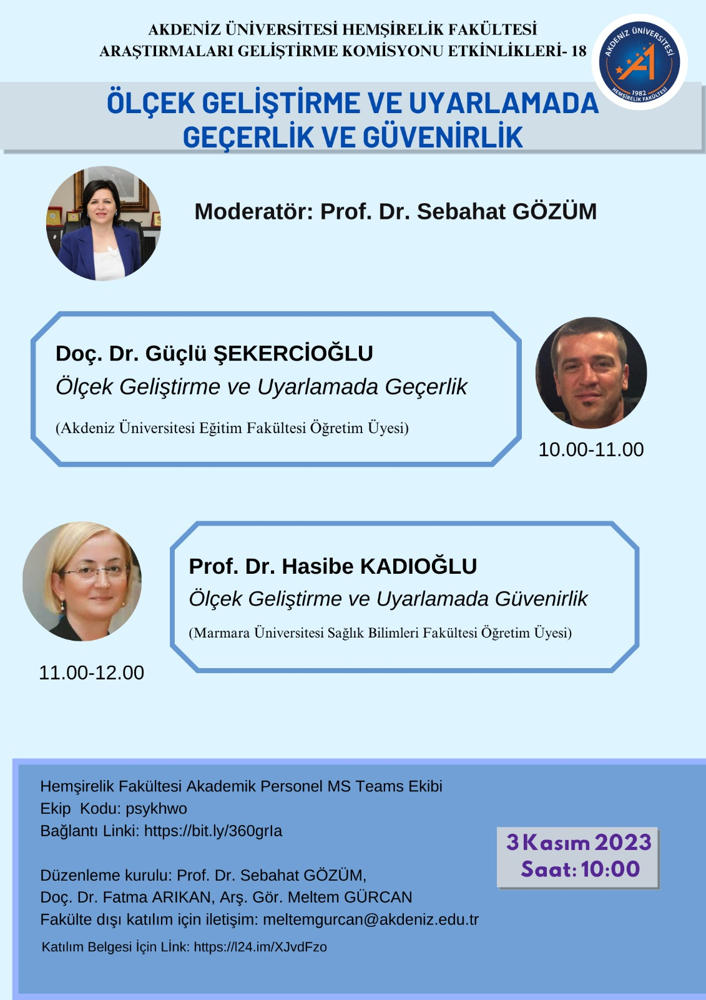 AKDENİZ ÜNİVERSİTESİ HEMŞİRELİK FAKÜLTESİ
ARAŞTIRMALARI GELİŞTİRME KOMİSYONU ETKİNLİKLERİ- 18
AKDENİZ ÜNİVERSİTESİ
1982
HEMŞİRELİK FAKÜLTESİ
ÖLÇEK GELİŞTİRME VE UYARLAMADA
GEÇERLİK VE GÜVENİRLİK
Moderatör: Prof. Dr. Sebahat GÖZÜM
Doç. Dr. Güçlü ŞEKERCİOĞLU
Ölçek Geliştirme ve Uyarlamada Geçerlik
(Akdeniz Üniversitesi Eğitim Fakültesi Öğretim Üyesi)
10.00-11.00
Prof. Dr. Hasibe KADIOĞLU
Ölçek Geliştirme ve Uyarlamada Güvenirlik
(Marmara Üniversitesi Sağlık Bilimleri Fakültesi Öğretim Üyesi)
11.00-12.00
Hemşirelik Fakültesi Akademik Personel MS Teams Ekibi
Ekip  Kodu: psykhwo
Bağlantı Linki: https://bit.ly/360grIa
3 Kasım 2023
Saat: 10:00
Düzenleme kurulu: Prof. Dr. Sebahat GÖZÜM,
Doç. Dr. Fatma ARIKAN, Arş. Gör. Meltem GÜRCAN
Fakülte dışı katılım için iletişim: meltemgurcan@akdeniz.edu.tr
Katılım Belgesi İçin Lİnk: https://l24.im/XJvdFzo